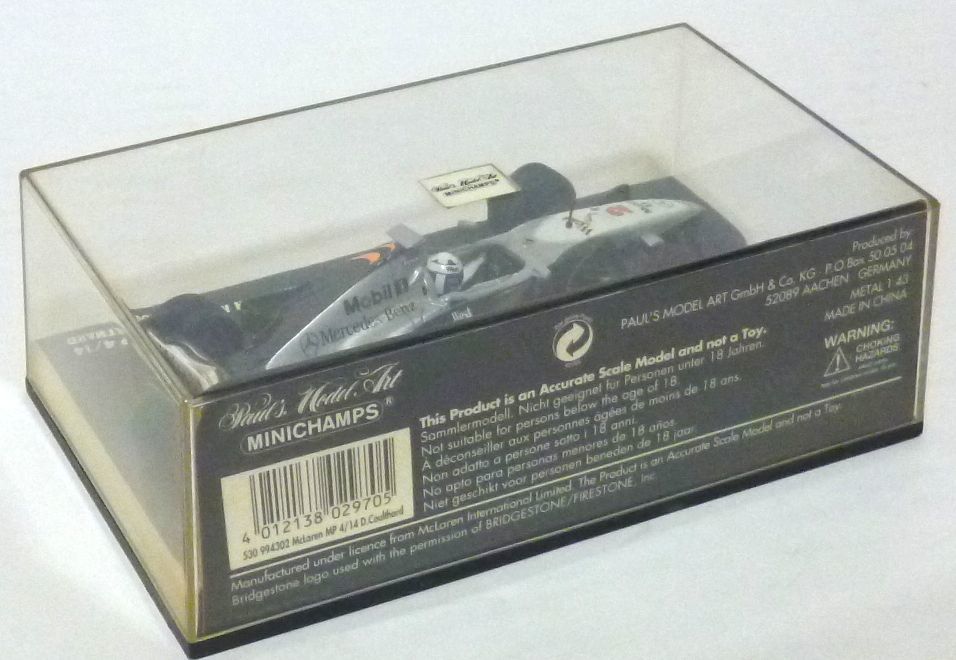 Paul's Model Art
MINICHAMPS®
Mobil 1
Mercedes-Benz
Produced by
PAUL'S MODEL ART GmbH & Co. KG · P.O. Box 50 05 04
52089 AACHEN GERMANY
METAL 1:43
MADE IN CHINA
WARNING:
CHOKING
HAZARDS
Paul's Model Art
MINICHAMPS®
This Product is an Accurate Scale Model and not a Toy.
Sammlermodell. Nicht geeignet fur Personen unter 18 Jahren.
Not suitable for persons below the age of 18.
À déconseiller aux personnes âgées de moins de 18 ans.
Non adatto a persone sotto i 18 anni.
No apto para personas menores de 18 años.
Niet geschikt voor personen beneden de 18 jaar.
4 012138 029705
530 994302 McLaren MP 4/14 D.Coulthard
Manufactured under licence from McLaren International Limited. The Product is an Accurate Scale Model and not a Toy.
Bridgestone logo used with the permission of BRIDGESTONE/FIRESTONE, Inc.